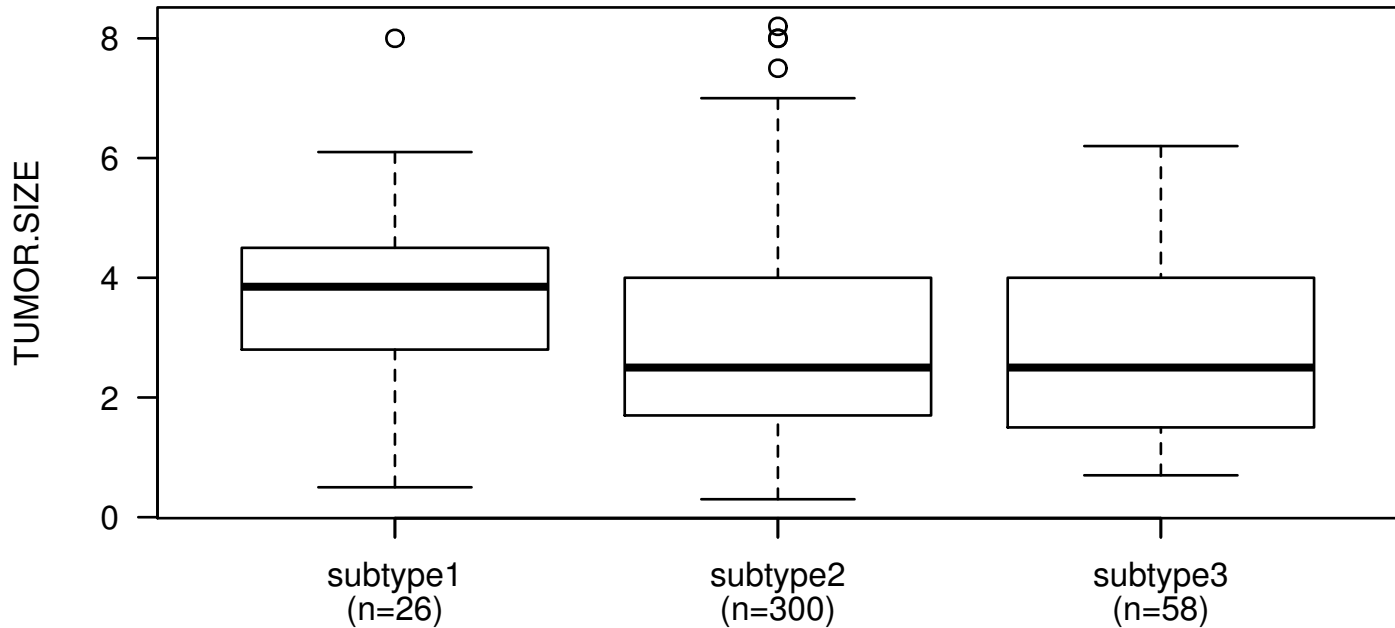 TUMOR.SIZE
8
6
4
2
0
subtype1
(n=26)
subtype2
(n=300)
subtype3
(n=58)